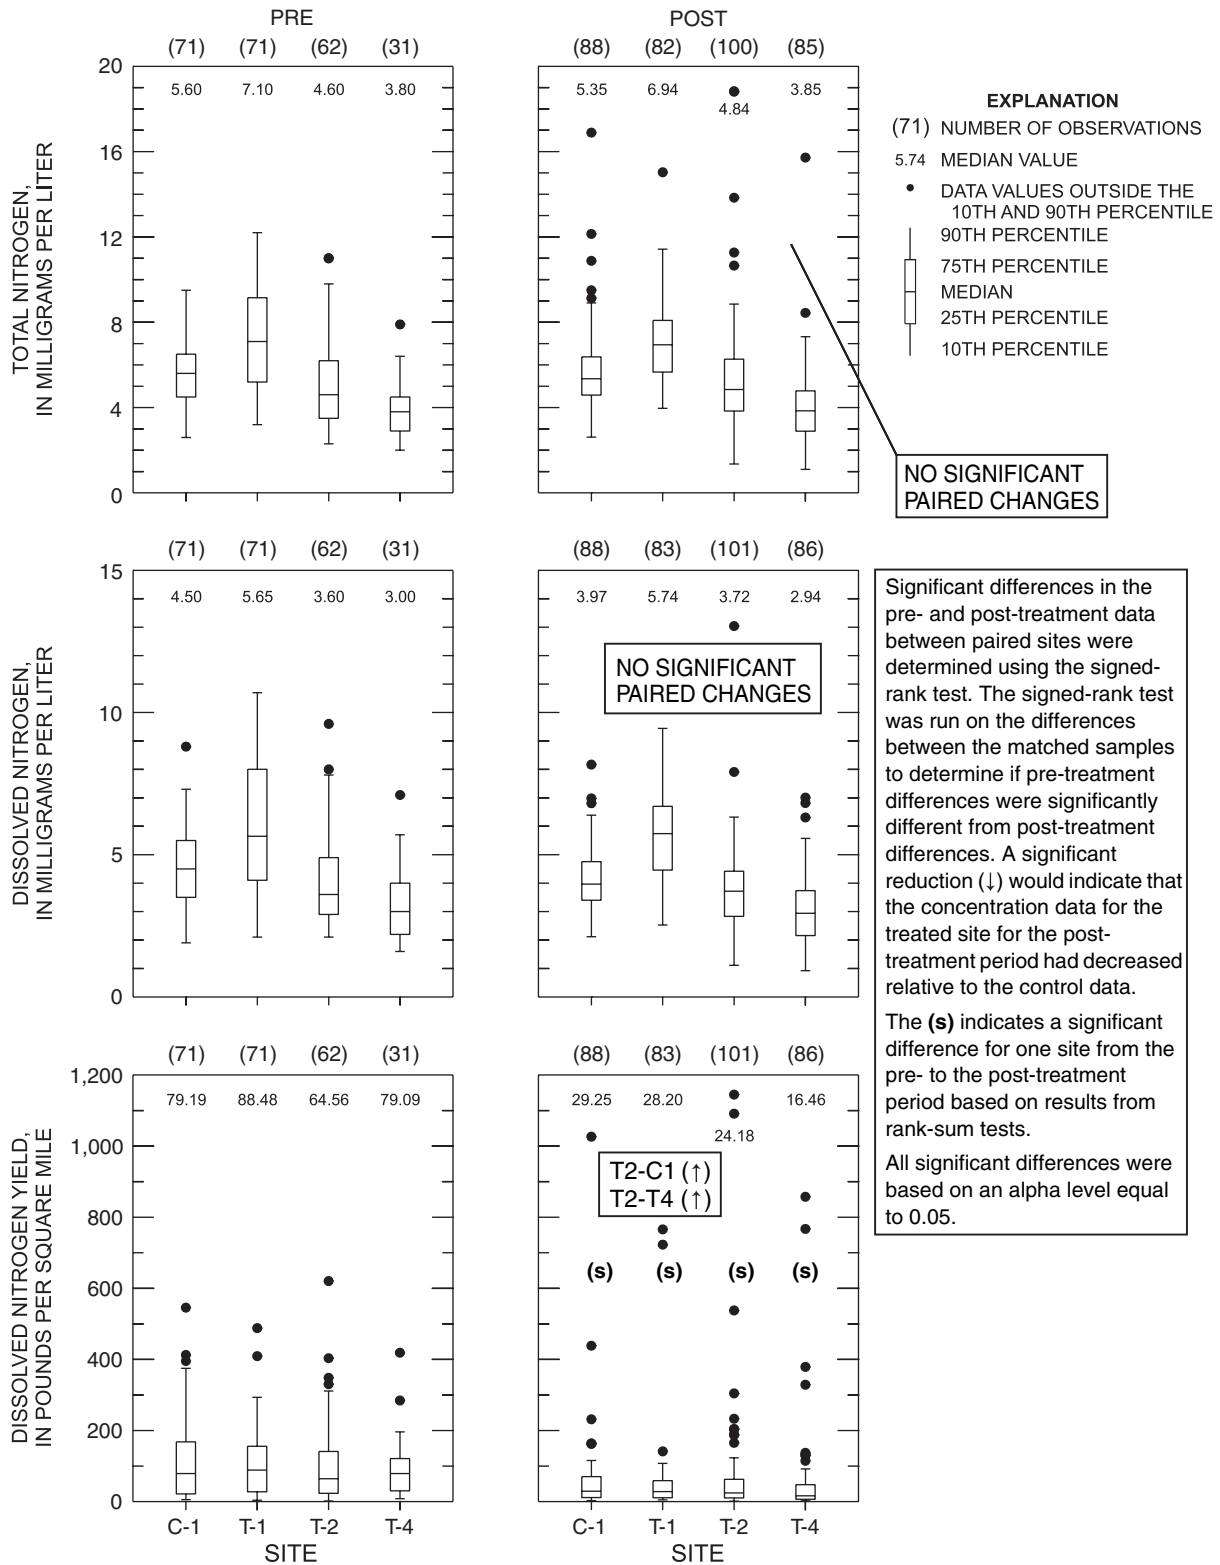 PRE
POST
(71) (71) (62) (31)
(88) (82) (100) (85)
TOTAL NITROGEN,
IN MILLIGRAMS PER LITER
20
16
12
8
4
0
5.60 7.10 4.60 3.80
5.35 6.94 4.84 3.85
EXPLANATION
(71) NUMBER OF OBSERVATIONS
5.74 MEDIAN VALUE
DATA VALUES OUTSIDE THE
10TH AND 90TH PERCENTILE
90TH PERCENTILE
75TH PERCENTILE
MEDIAN
25TH PERCENTILE
10TH PERCENTILE
NO SIGNIFICANT
PAIRED CHANGES
(71) (71) (62) (31)
(88) (83) (101) (86)
DISSOLVED NITROGEN,
IN MILLIGRAMS PER LITER
15
10
5
0
4.50 5.65 3.60 3.00
3.97 5.74 3.72 2.94
NO SIGNIFICANT
PAIRED CHANGES
Significant differences in the
pre- and post-treatment data
between paired sites were
determined using the signed-
rank test. The signed-rank test
was run on the differences
between the matched samples
to determine if pre-treatment
differences were significantly
different from post-treatment
differences. A significant
reduction (↓) would indicate that
the concentration data for the
treated site for the post-
treatment period had decreased
relative to the control data.
The (s) indicates a significant
difference for one site from the
pre- to the post-treatment
period based on results from
rank-sum tests.
All significant differences were
based on an alpha level equal
to 0.05.
(71) (71) (62) (31)
(88) (83) (101) (86)
DISSOLVED NITROGEN YIELD,
IN POUNDS PER SQUARE MILE
1,200
1,000
800
600
400
200
0
79.19 88.48 64.56 79.09
29.25 28.20 24.18 16.46
T2-C1 (↑)
T2-T4 (↑)
(s) (s) (s) (s)
C-1 T-1 T-2 T-4
SITE
C-1 T-1 T-2 T-4
SITE